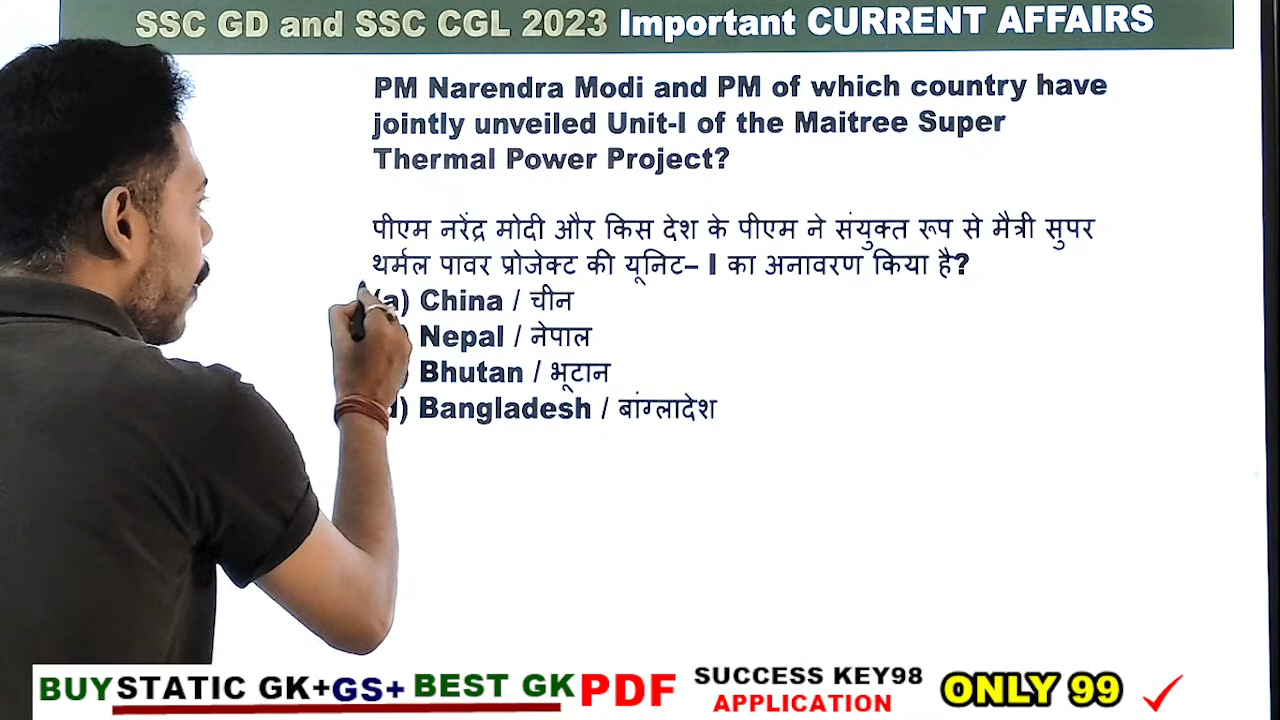 SSC GD and SSC CGL 2023 Important CURRENT AFFAIRS
PM Narendra Modi and PM of which country have
jointly unveiled Unit-I of the Maitree Super
Thermal Power Project?
पीएम नरेंद्र मोदी और किस देश के पीएम ने संयुक्त रूप से मैत्री सुपर
थर्मल पावर प्रोजेक्ट की यूनिट– I का अनावरण किया है?
(a) China / चीन
) Nepal / नेपाल
) Bhutan / भूटान
) Bangladesh / बांग्लादेश
BUY STATIC GK+GS+ BEST GK PDF SUCCESS KEY98 APPLICATION ONLY 99